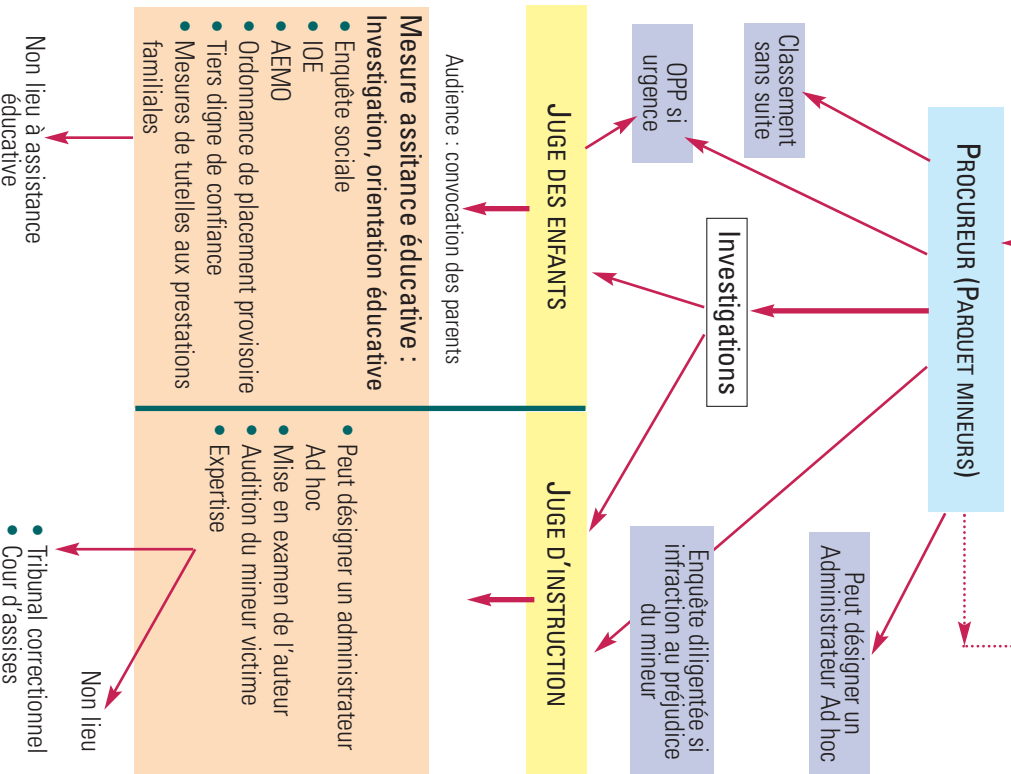 PROCUREUR (PARQUET MINEURS)
Classement
sans suite
Peut désigner un
Administrateur Ad hoc
OPP si
urgence
Investigations
Enquête diligentée si
infraction au préjudice
du mineur
JUGE DES ENFANTS
JUGE D'INSTRUCTION
Audience : convocation des parents
Mesure assitance éducative :
Investigation, orientation éducative
• Enquête sociale
• IOE
• AEMO
• Ordonnance de placement provisoire
• Tiers digne de confiance
• Mesures de tutelles aux prestations
familiales
• Peut désigner un administrateur
Ad hoc
• Mise en examen de l'auteur
• Audition du mineur victime
• Expertise
Non lieu à assistance
éducative
Non lieu
• Tribunal correctionnel
• Cour d'assises